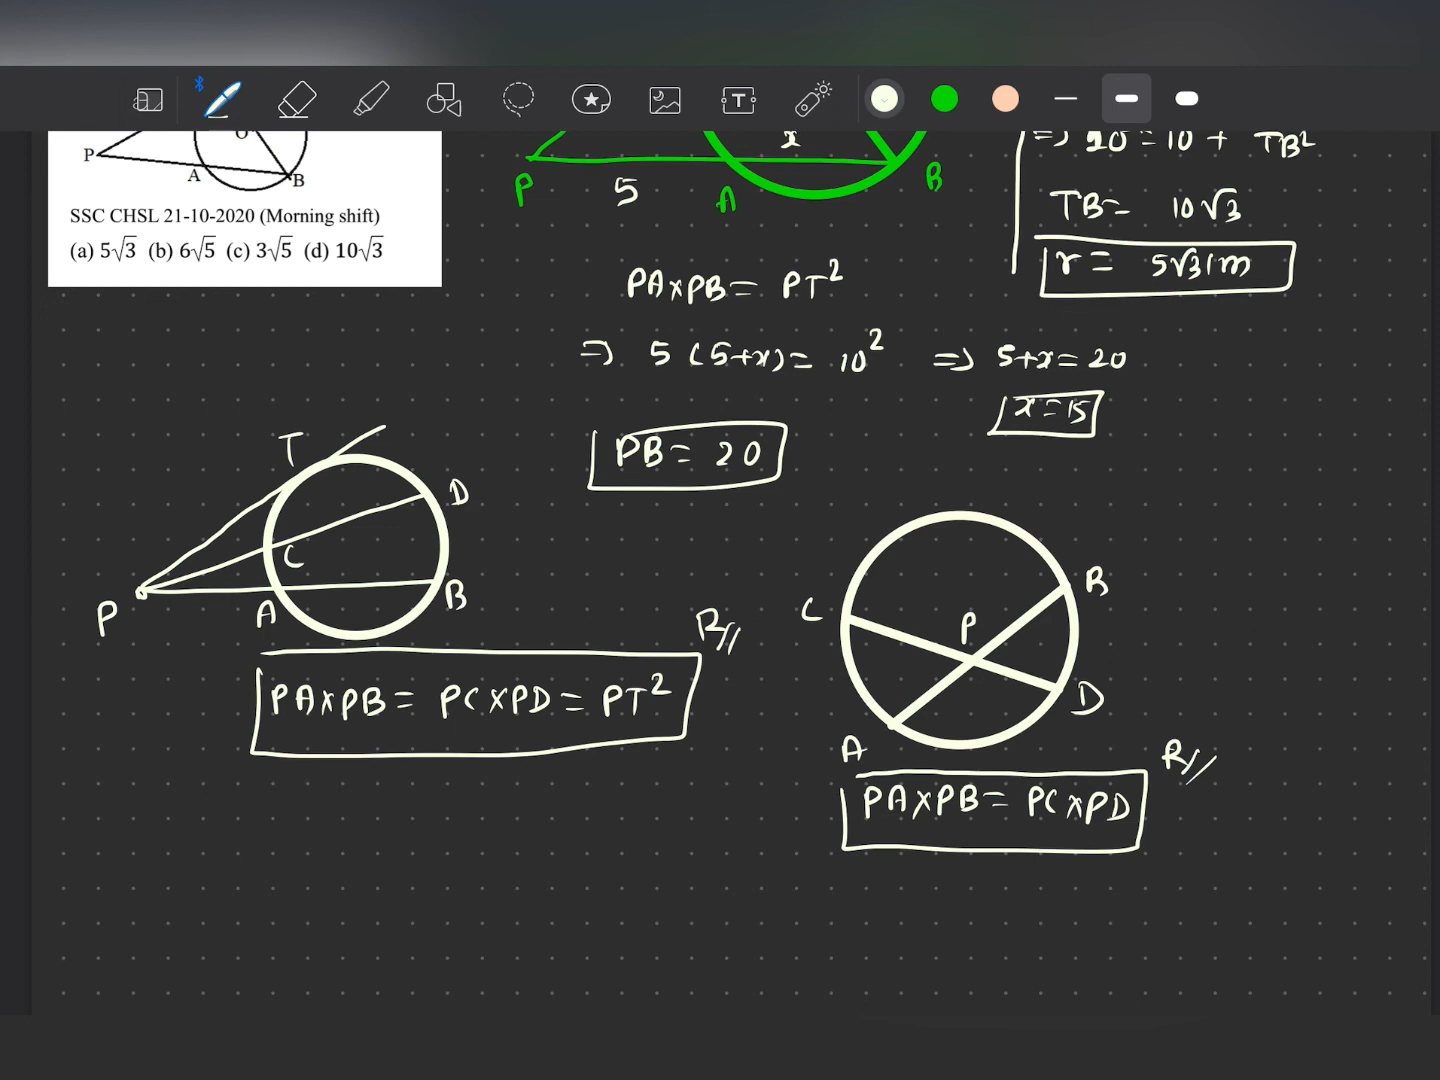 O
P
A
B
SSC CHSL 21-10-2020 (Morning shift)
(a) 5√3 (b) 6√5 (c) 3√5 (d) 10√3
T
x
P
5
A
B
TB²
TB= 10√3
r = 5√3 cm
PA×PB = PT²
⇒ 5 (5+x) = 10² ⇒ 5+x = 20
x = 15
PB = 20
T
D
C
P
A
B
R//
PA×PB = PC×PD = PT²
C
B
P
D
A
R//
PA×PB = PC×PD